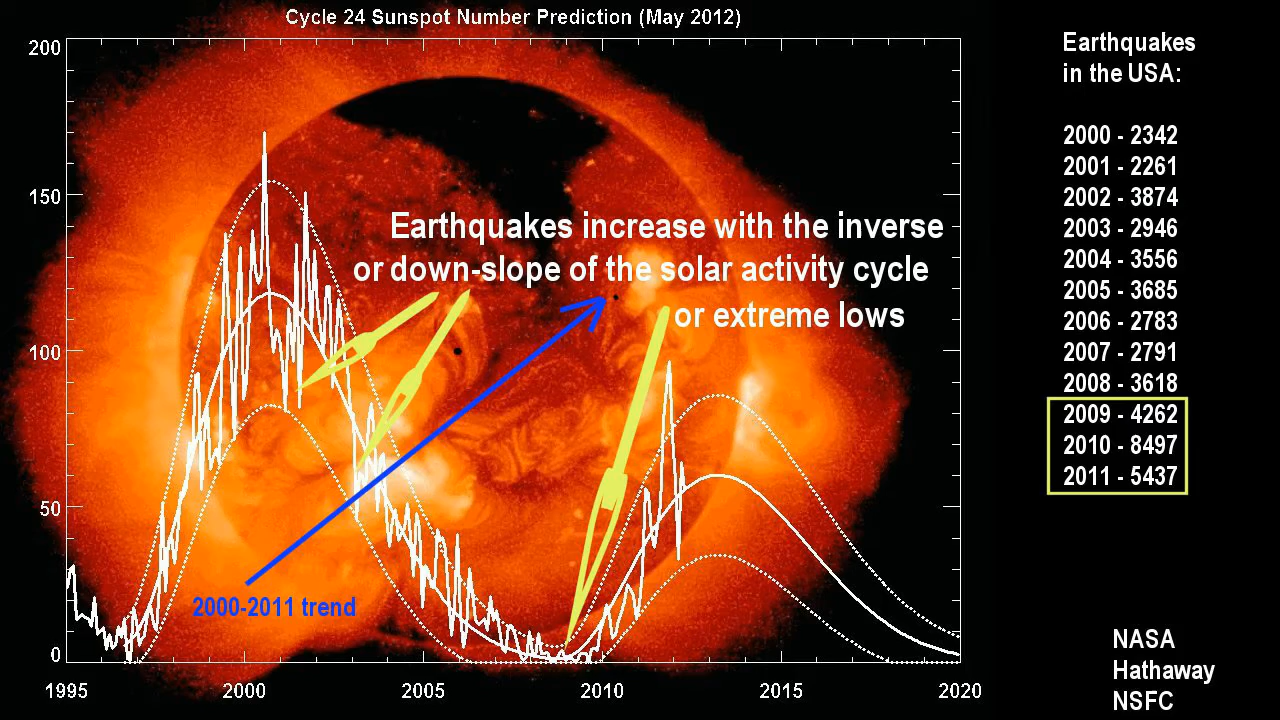 Cycle 24 Sunspot Number Prediction (May 2012)
200
150
100
50
0
1995
2000
2005
2010
2015
2020
Earthquakes increase with the inverse
or down-slope of the solar activity cycle
or extreme lows
2000-2011 trend
Earthquakes
in the USA:
2000 - 2342
2001 - 2261
2002 - 3874
2003 - 2946
2004 - 3556
2005 - 3685
2006 - 2783
2007 - 2791
2008 - 3618
2009 - 4262
2010 - 8497
2011 - 5437
NASA
Hathaway
NSFC